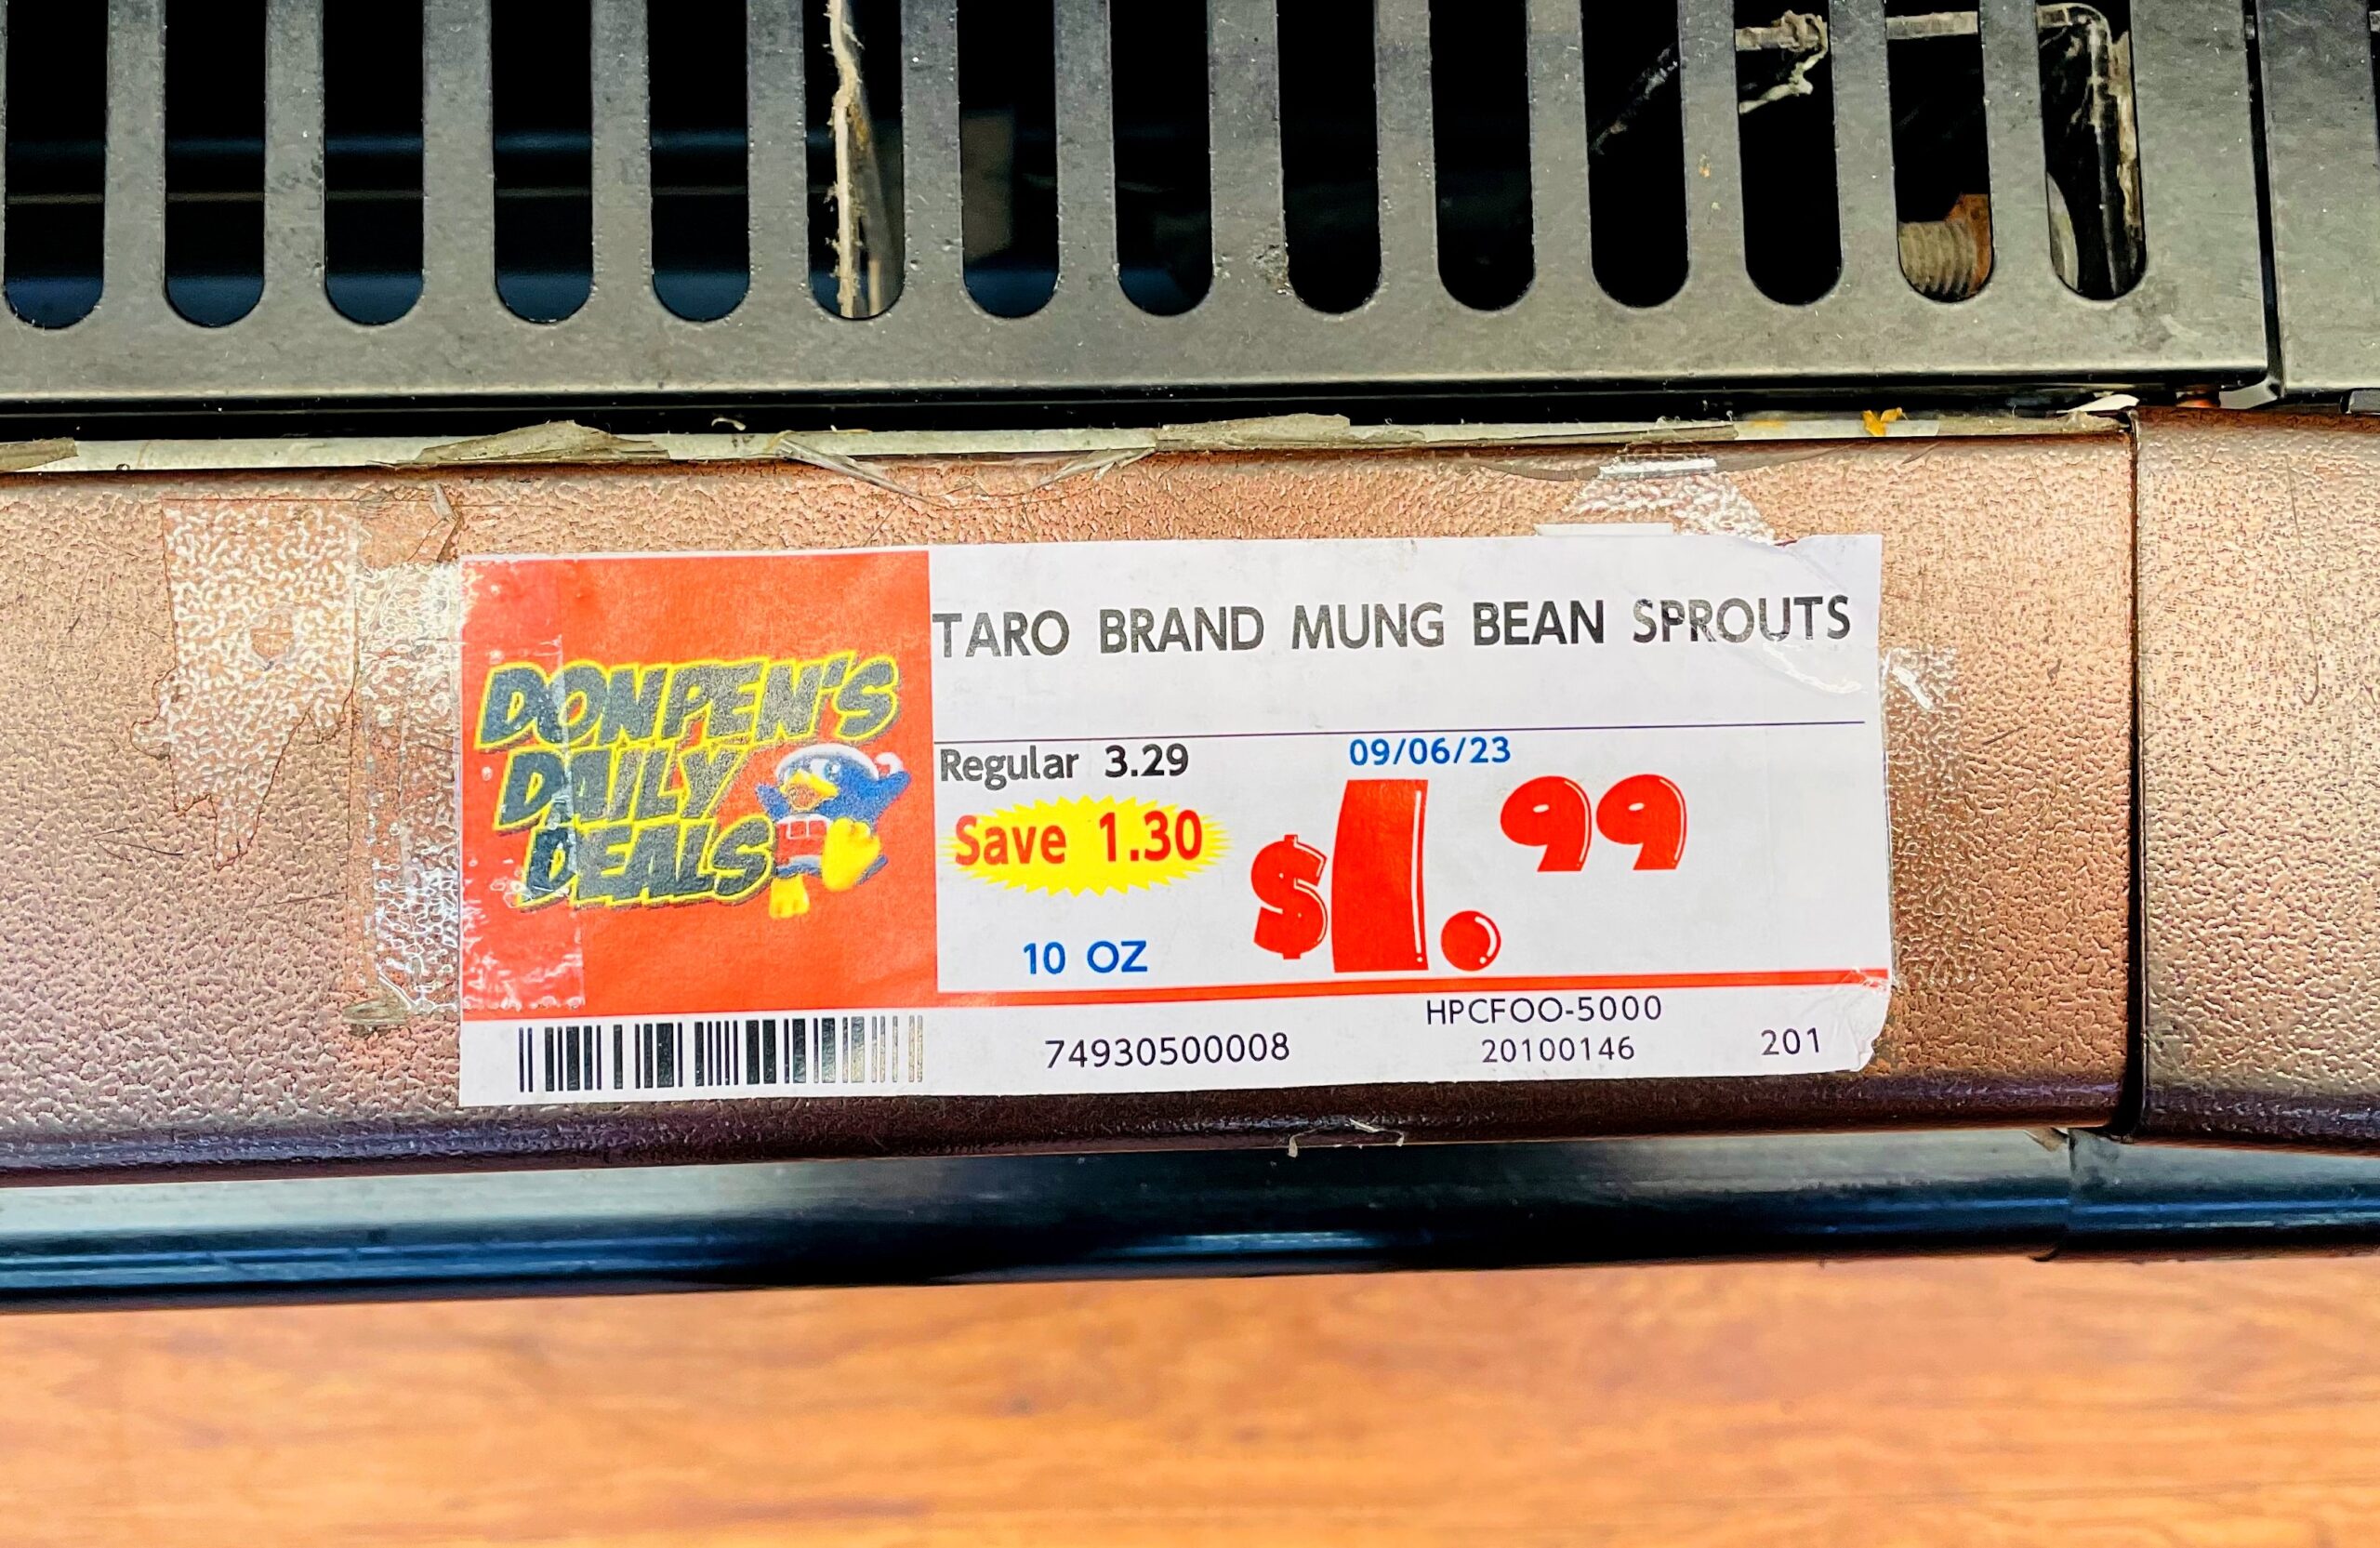 DONPEN'S
DAILY
DEALS
TARO BRAND MUNG BEAN SPROUTS
Regular 3.29
09/06/23
Save 1.30
$1.99
10 OZ
74930500008
HPCFOO-5000
20100146
201